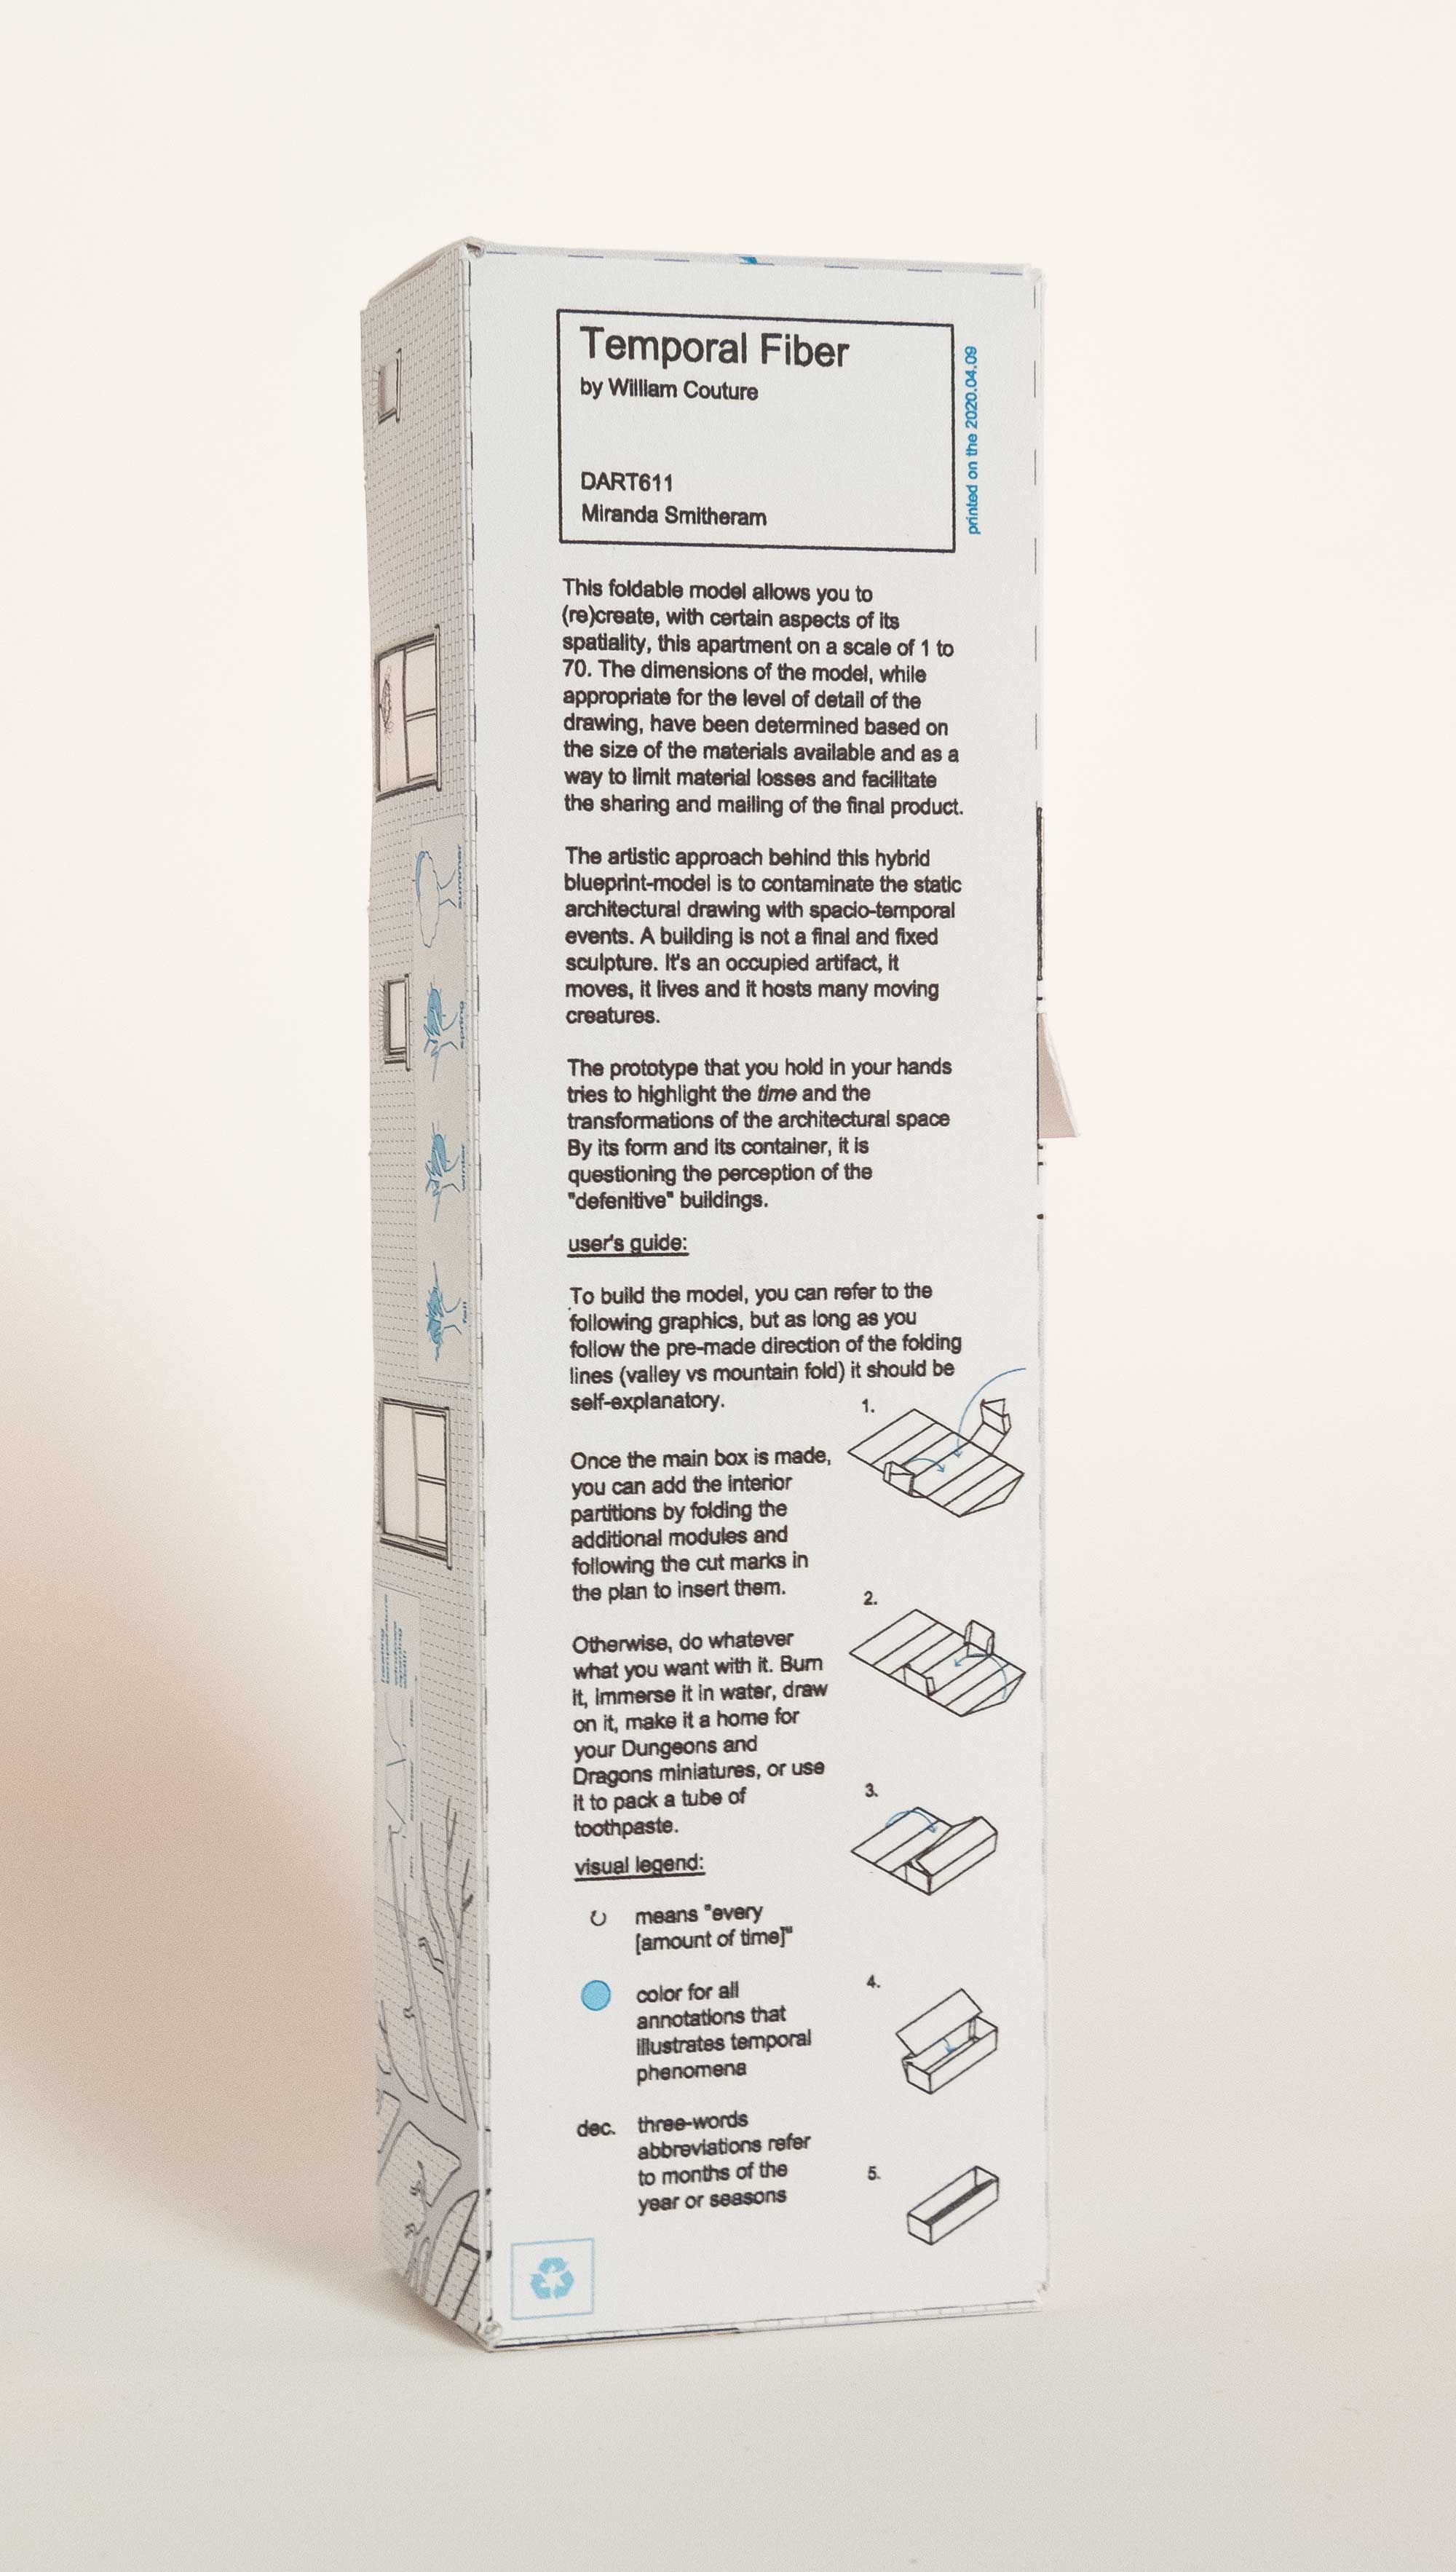 Temporal Fiber
by William Couture
DART611
Miranda Smitheram
printed on the 2020.04.09
This foldable model allows you to
(re)create, with certain aspects of its
spatiality, this apartment on a scale of 1 to
70. The dimensions of the model, while
appropriate for the level of detail of the
drawing, have been determined based on
the size of the materials available and as a
way to limit material losses and facilitate
the sharing and mailing of the final product.
The artistic approach behind this hybrid
blueprint-model is to contaminate the static
architectural drawing with spacio-temporal
events. A building is not a final and fixed
sculpture. It's an occupied artifact, it
moves, it lives and it hosts many moving
creatures.
The prototype that you hold in your hands
tries to highlight the time and the
transformations of the architectural space
By its form and its container, it is
questioning the perception of the
"defenitive" buildings.
user's guide:
To build the model, you can refer to the
following graphics, but as long as you
follow the pre-made direction of the folding
lines (valley vs mountain fold) it should be
self-explanatory.
1.
Once the main box is made,
you can add the interior
partitions by folding the
additional modules and
following the cut marks in
the plan to insert them.
2.
Otherwise, do whatever
what you want with it. Burn
it, immerse it in water, draw
on it, make it a home for
your Dungeons and
Dragons miniatures, or use
it to pack a tube of
toothpaste.
3.
visual legend:
means "every
[amount of time]"
color for all
annotations that
illustrates temporal
phenomena
4.
dec. three-words
abbreviations refer
to months of the
year or seasons
5.
summer
spring
winter
fall